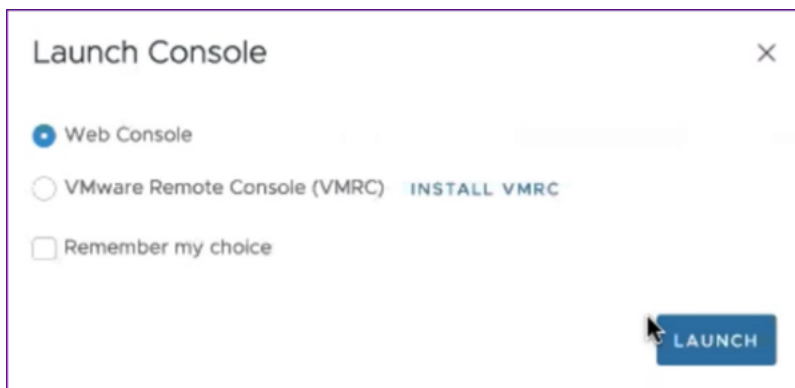 Launch Console
Web Console
VMware Remote Console (VMRC) INSTALL VMRC
Remember my choice
LAUNCH